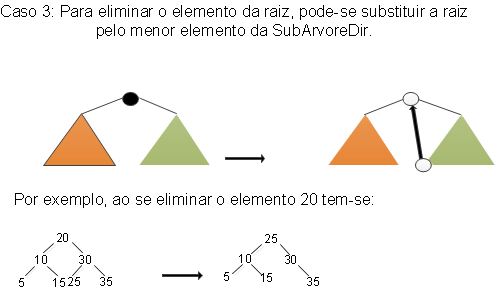 Caso 3: Para eliminar o elemento da raiz, pode-se substituir a raiz
pelo menor elemento da SubArvoreDir.
Por exemplo, ao se eliminar o elemento 20 tem-se:
20 25
10 30 10 30
5 15 25 35 5 15 35